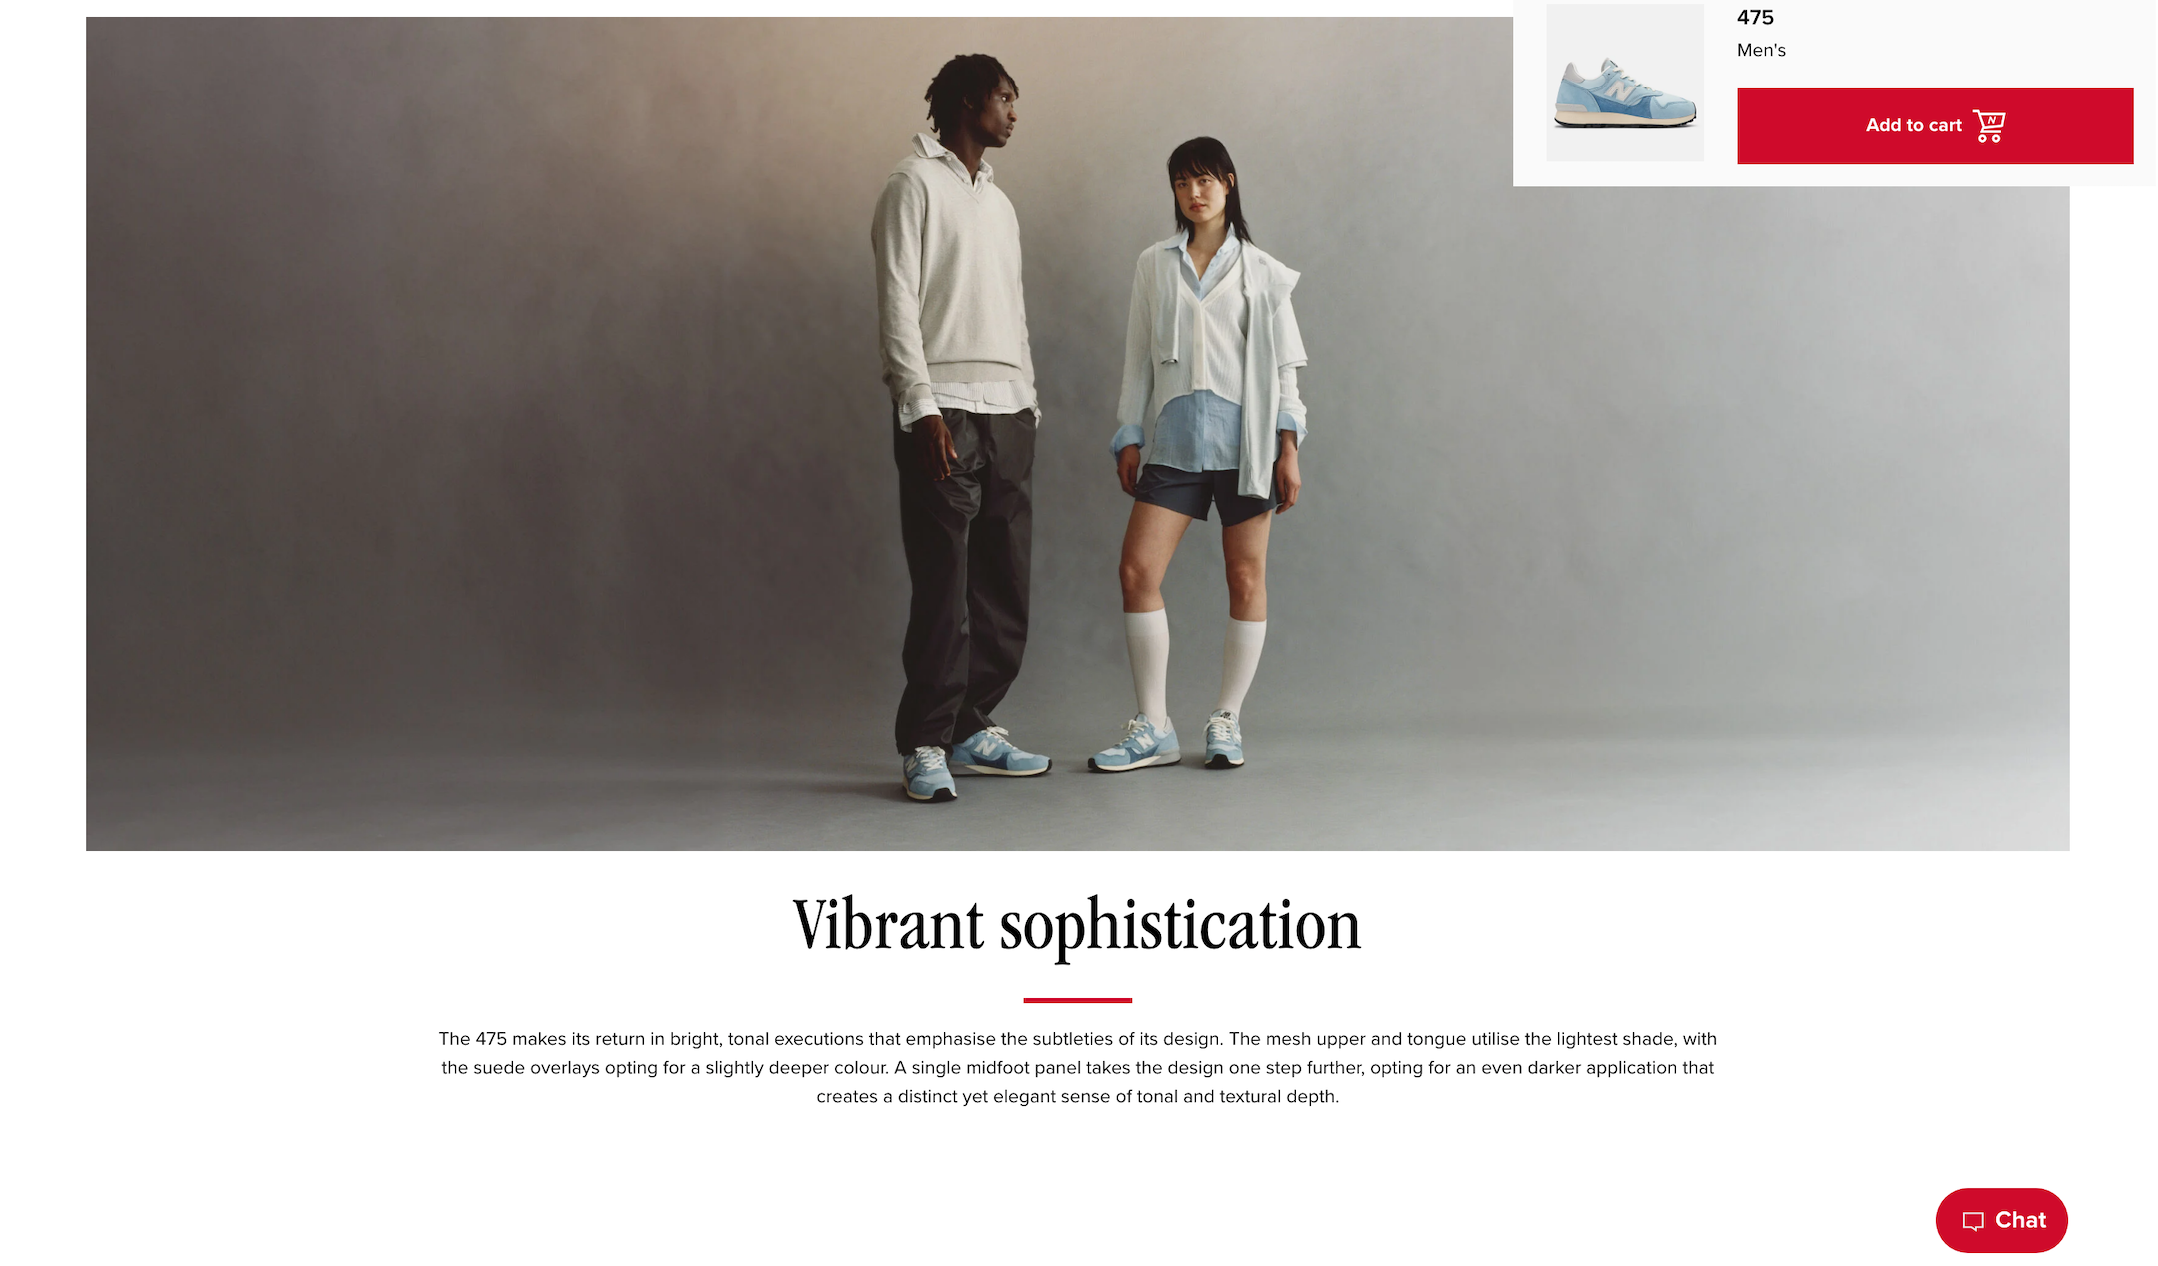 475
Men's
Add to cart
Vibrant sophistication
The 475 makes its return in bright, tonal executions that emphasise the subtleties of its design. The mesh upper and tongue utilise the lightest shade, with
the suede overlays opting for a slightly deeper colour. A single midfoot panel takes the design one step further, opting for an even darker application that
creates a distinct yet elegant sense of tonal and textural depth.
Chat